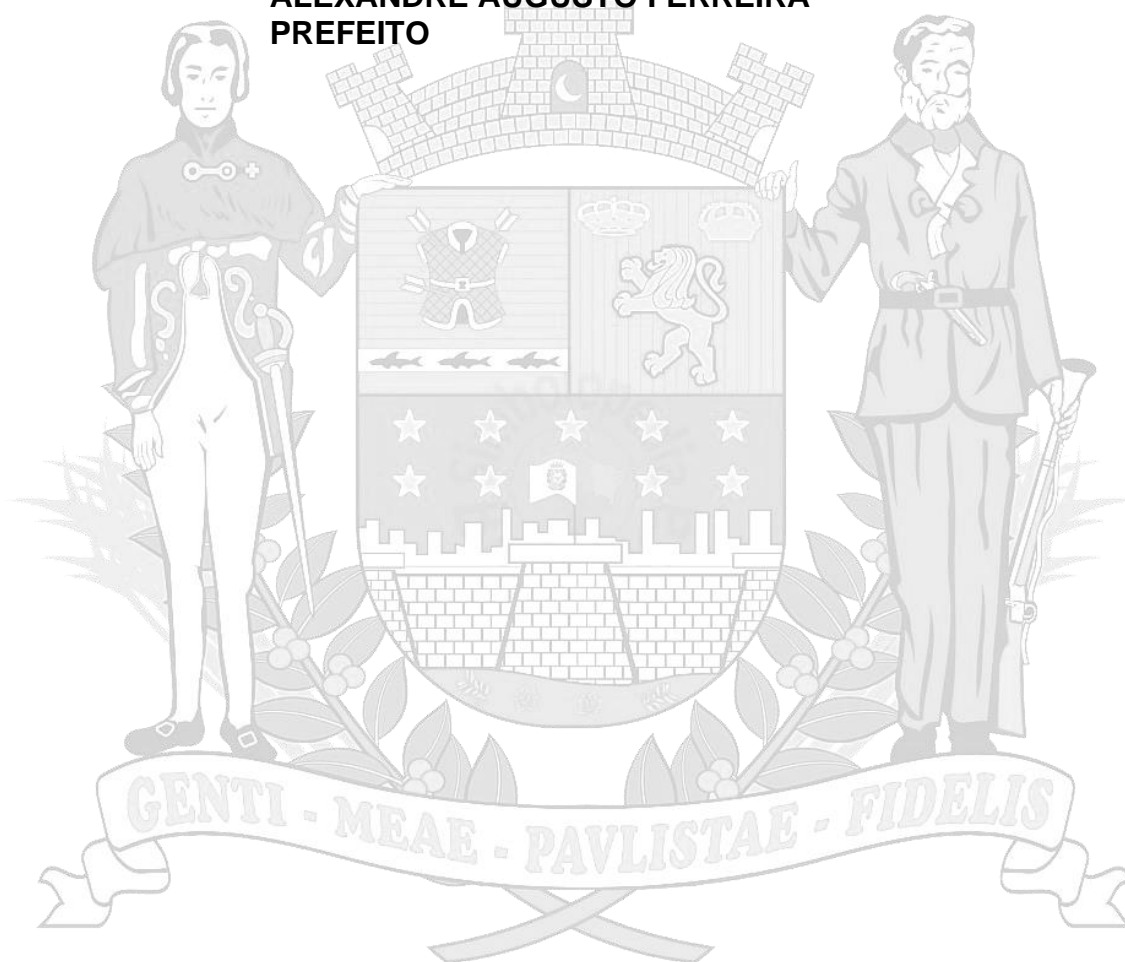 ALEXANDRE AUGUSTO FERREIRA
PREFEITO
GENTI - MEAE - PAVLISTAE - FIDELIS